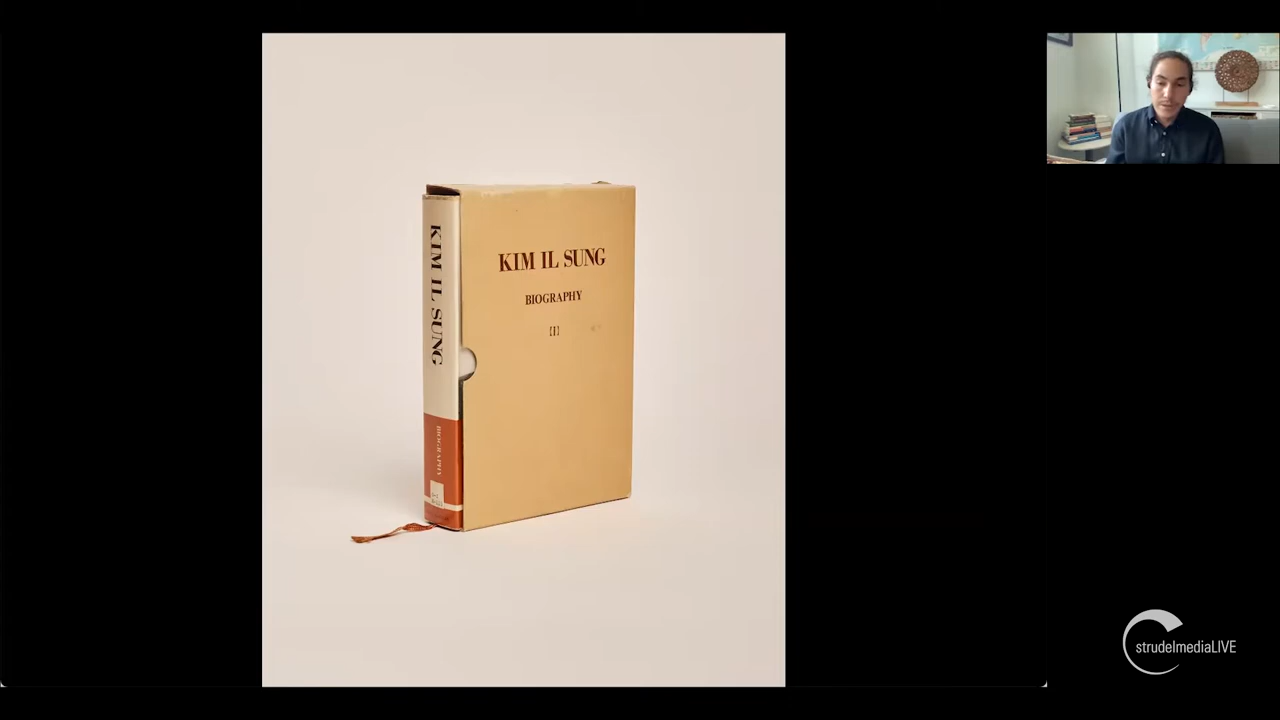 KIM IL SUNG
BIOGRAPHY
[I]
KIM IL SUNG
BIOGRAPHY
strudelmediaLIVE